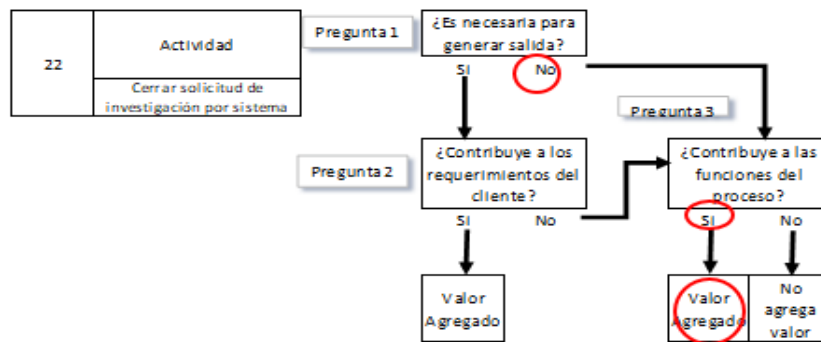 22
Actividad
Cerrar solicitud de
investigación por sistema
Pregunta 1
¿Es necesaria para
generar salida?
Si
No
Pregunta 3
Pregunta 2
¿Contribuye a los
requerimientos del
cliente?
Si
No
¿Contribuye a las
funciones del
proceso?
Si
No
Valor
Agregado
Valor
Agregado
No
agrega
valor